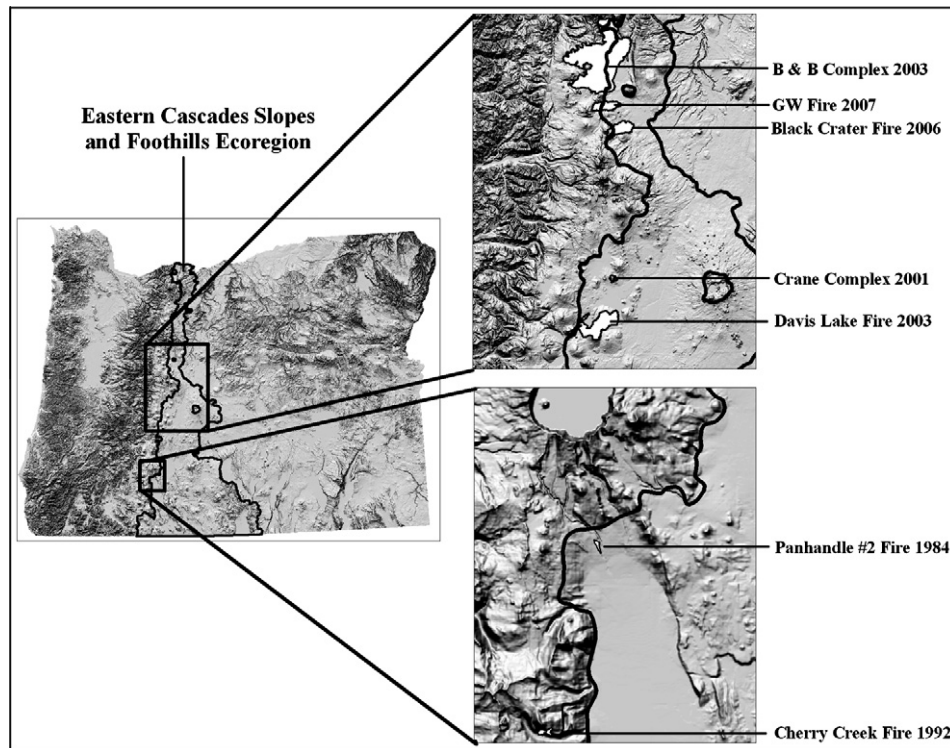 Eastern Cascades Slopes
and Foothills Ecoregion
B & B Complex 2003
GW Fire 2007
Black Crater Fire 2006
Crane Complex 2001
Davis Lake Fire 2003
Panhandle #2 Fire 1984
Cherry Creek Fire 1992